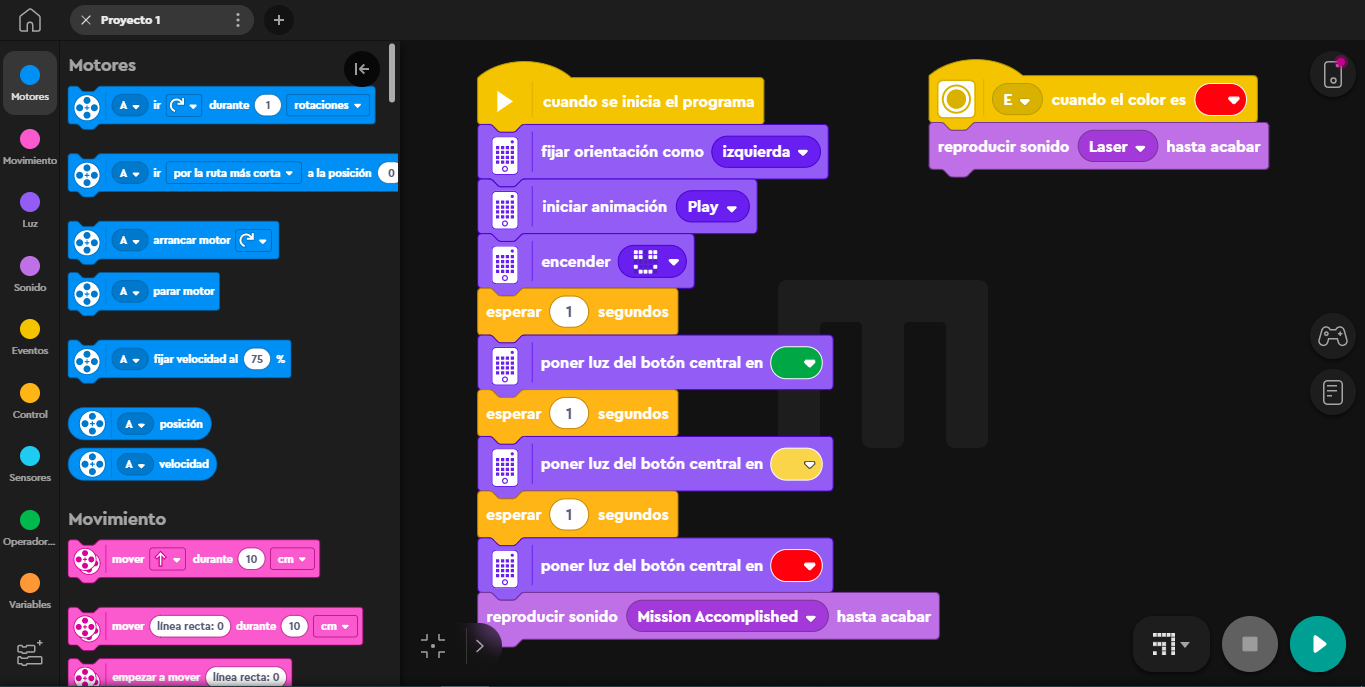 Proyecto 1
Motores
Movimiento
Luz
Sonido
Eventos
Control
Sensores
Operador...
Variables
Motores
A ir durante 1 rotaciones
A ir por la ruta más corta a la posición 0
A arrancar motor
A parar motor
A fijar velocidad al 75 %
A posición
A velocidad
Movimiento
mover durante 10 cm
mover línea recta: 0 durante 10 cm
empezar a mover línea recta: 0
cuando se inicia el programa
fijar orientación como izquierda
iniciar animación Play
encender
esperar 1 segundos
poner luz del botón central en
esperar 1 segundos
poner luz del botón central en
esperar 1 segundos
poner luz del botón central en
reproducir sonido Mission Accomplished hasta acabar
E cuando el color es
reproducir sonido Laser hasta acabar